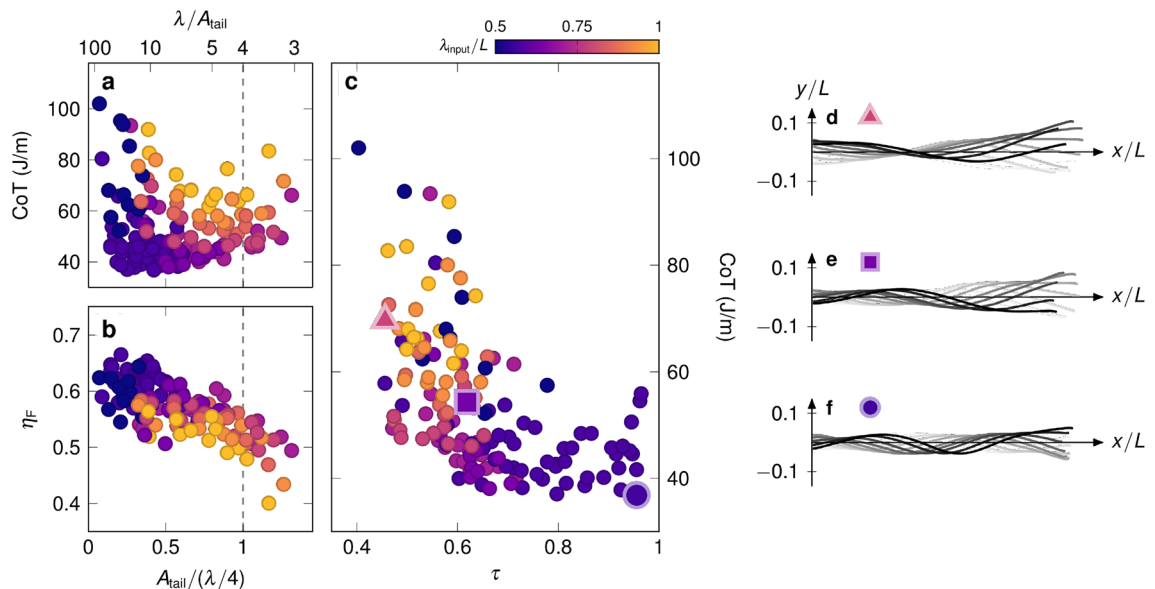 λ/A_tail
100 10 5 4 3
a
CoT (J/m)
100
80
60
40
b
η_F
0.7
0.6
0.5
0.4
0 0.5 1
A_tail/(λ/4)
λ_input/L
0.5 0.75 1
c
100
80
60
40
CoT (J/m)
0.4 0.6 0.8 1
τ
y/L
d
0.1
−0.1
x/L
e
0.1
−0.1
x/L
f
0.1
−0.1
x/L